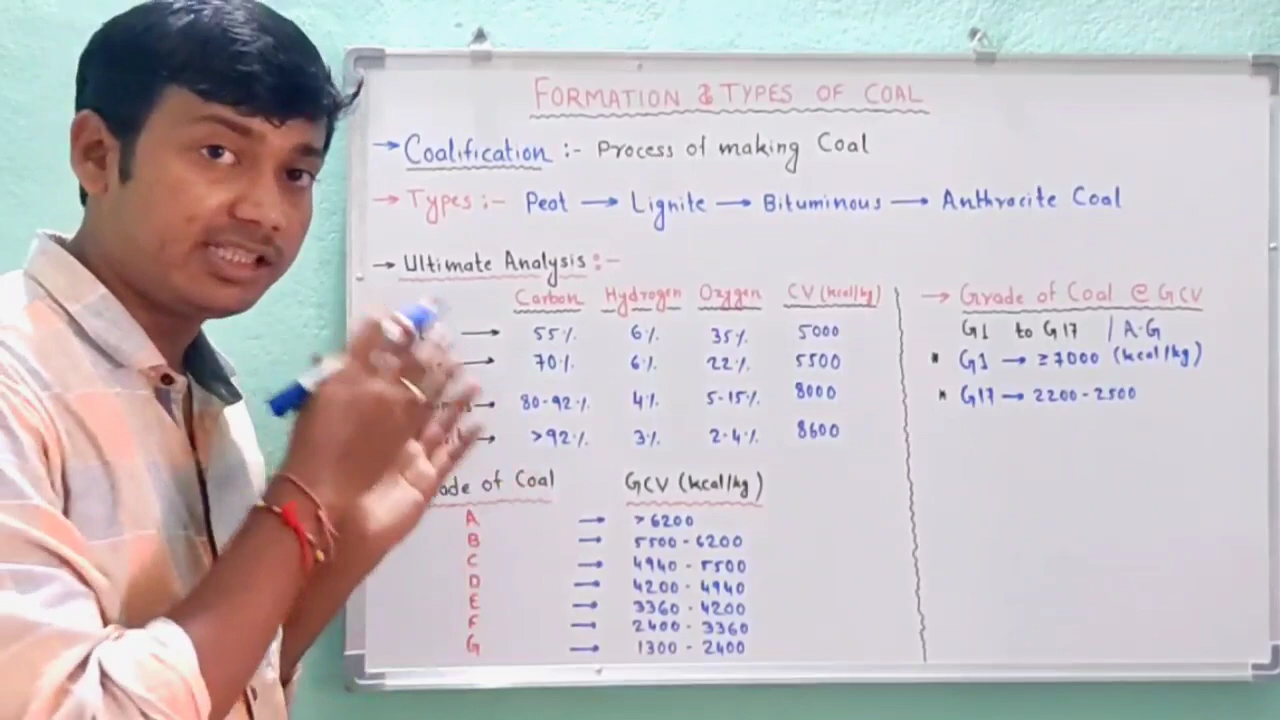 FORMATION & TYPES OF COAL
→ Coalification :- Process of making Coal
→ Types :- Peat → Lignite → Bituminous → Anthracite Coal
→ Ultimate Analysis :-
Carbon Hydrogen Oxygen CV (kcal/kg)
→ 55% 6% 35% 5000
→ 70% 6% 22% 5500
→ 80-92% 4% 5-15% 8000
→ >92% 3% 2-4% 8600
of Coal GCV (kcal/kg)
A → >6200
B → 5500 - 6200
C → 4940 - 5500
D → 4200 - 4940
E → 3360 - 4200
F → 2400 - 3360
G → 1300 - 2400
→ Grade of Coal @ GCV
G1 to G17 / A-G
* G1 → ≥7000 (kcal/kg)
* G17 → 2200-2500